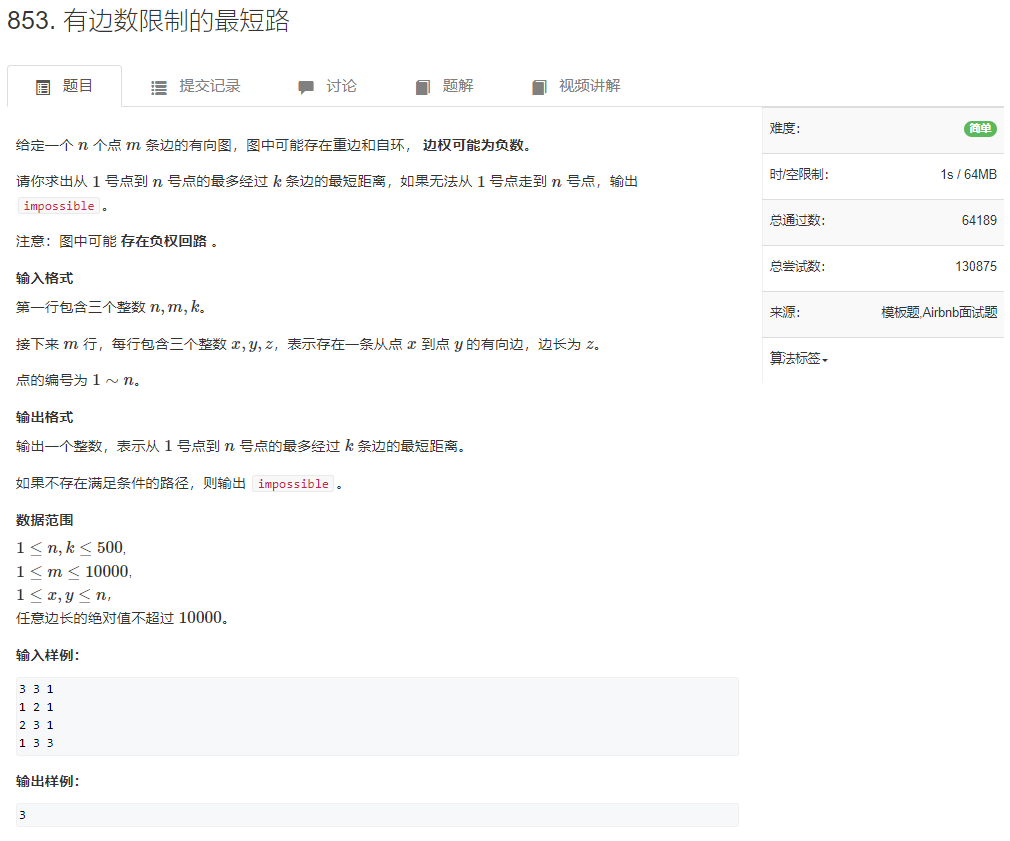 853. 有边数限制的最短路
题目
提交记录
讨论
题解
视频讲解
给定一个 n 个点 m 条边的有向图，图中可能存在重边和自环， 边权可能为负数。
请你求出从 1 号点到 n 号点的最多经过 k 条边的最短距离，如果无法从 1 号点走到 n 号点，输出
impossible 。
注意：图中可能 存在负权回路 。
输入格式
第一行包含三个整数 n, m, k。
接下来 m 行，每行包含三个整数 x, y, z，表示存在一条从点 x 到点 y 的有向边，边长为 z。
点的编号为 1 ∼ n。
输出格式
输出一个整数，表示从 1 号点到 n 号点的最多经过 k 条边的最短距离。
如果不存在满足条件的路径，则输出 impossible 。
数据范围
1 ≤ n, k ≤ 500,
1 ≤ m ≤ 10000,
1 ≤ x, y ≤ n，
任意边长的绝对值不超过 10000。
输入样例：
3 3 1
1 2 1
2 3 1
1 3 3
输出样例：
3
难度： 简单
时/空限制： 1s / 64MB
总通过数： 64189
总尝试数： 130875
来源： 模板题,Airbnb面试题
算法标签